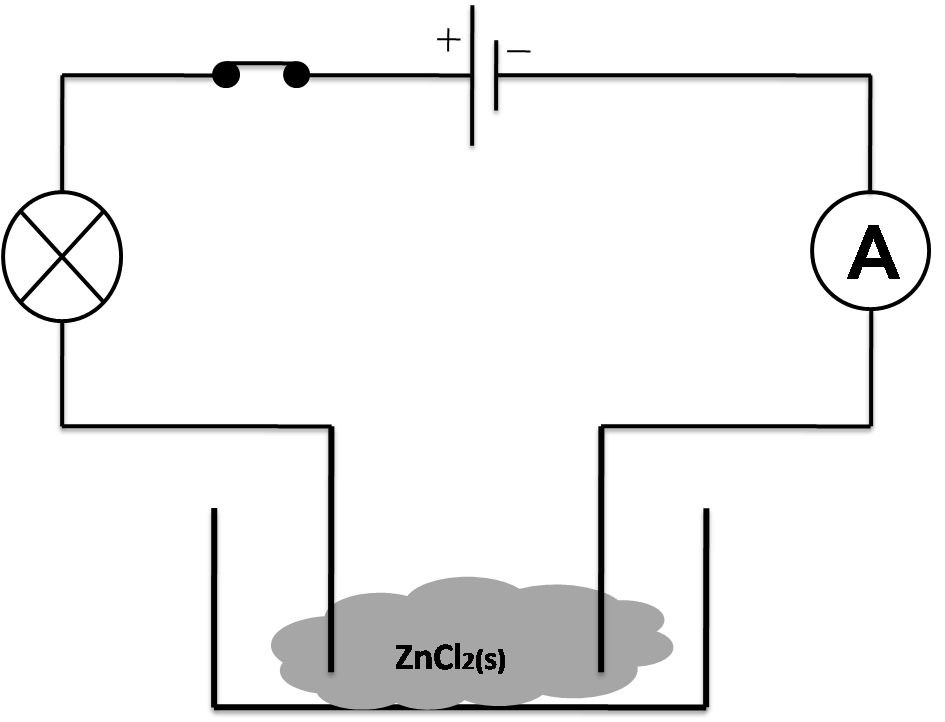 + −
A
ZnCl2(s)